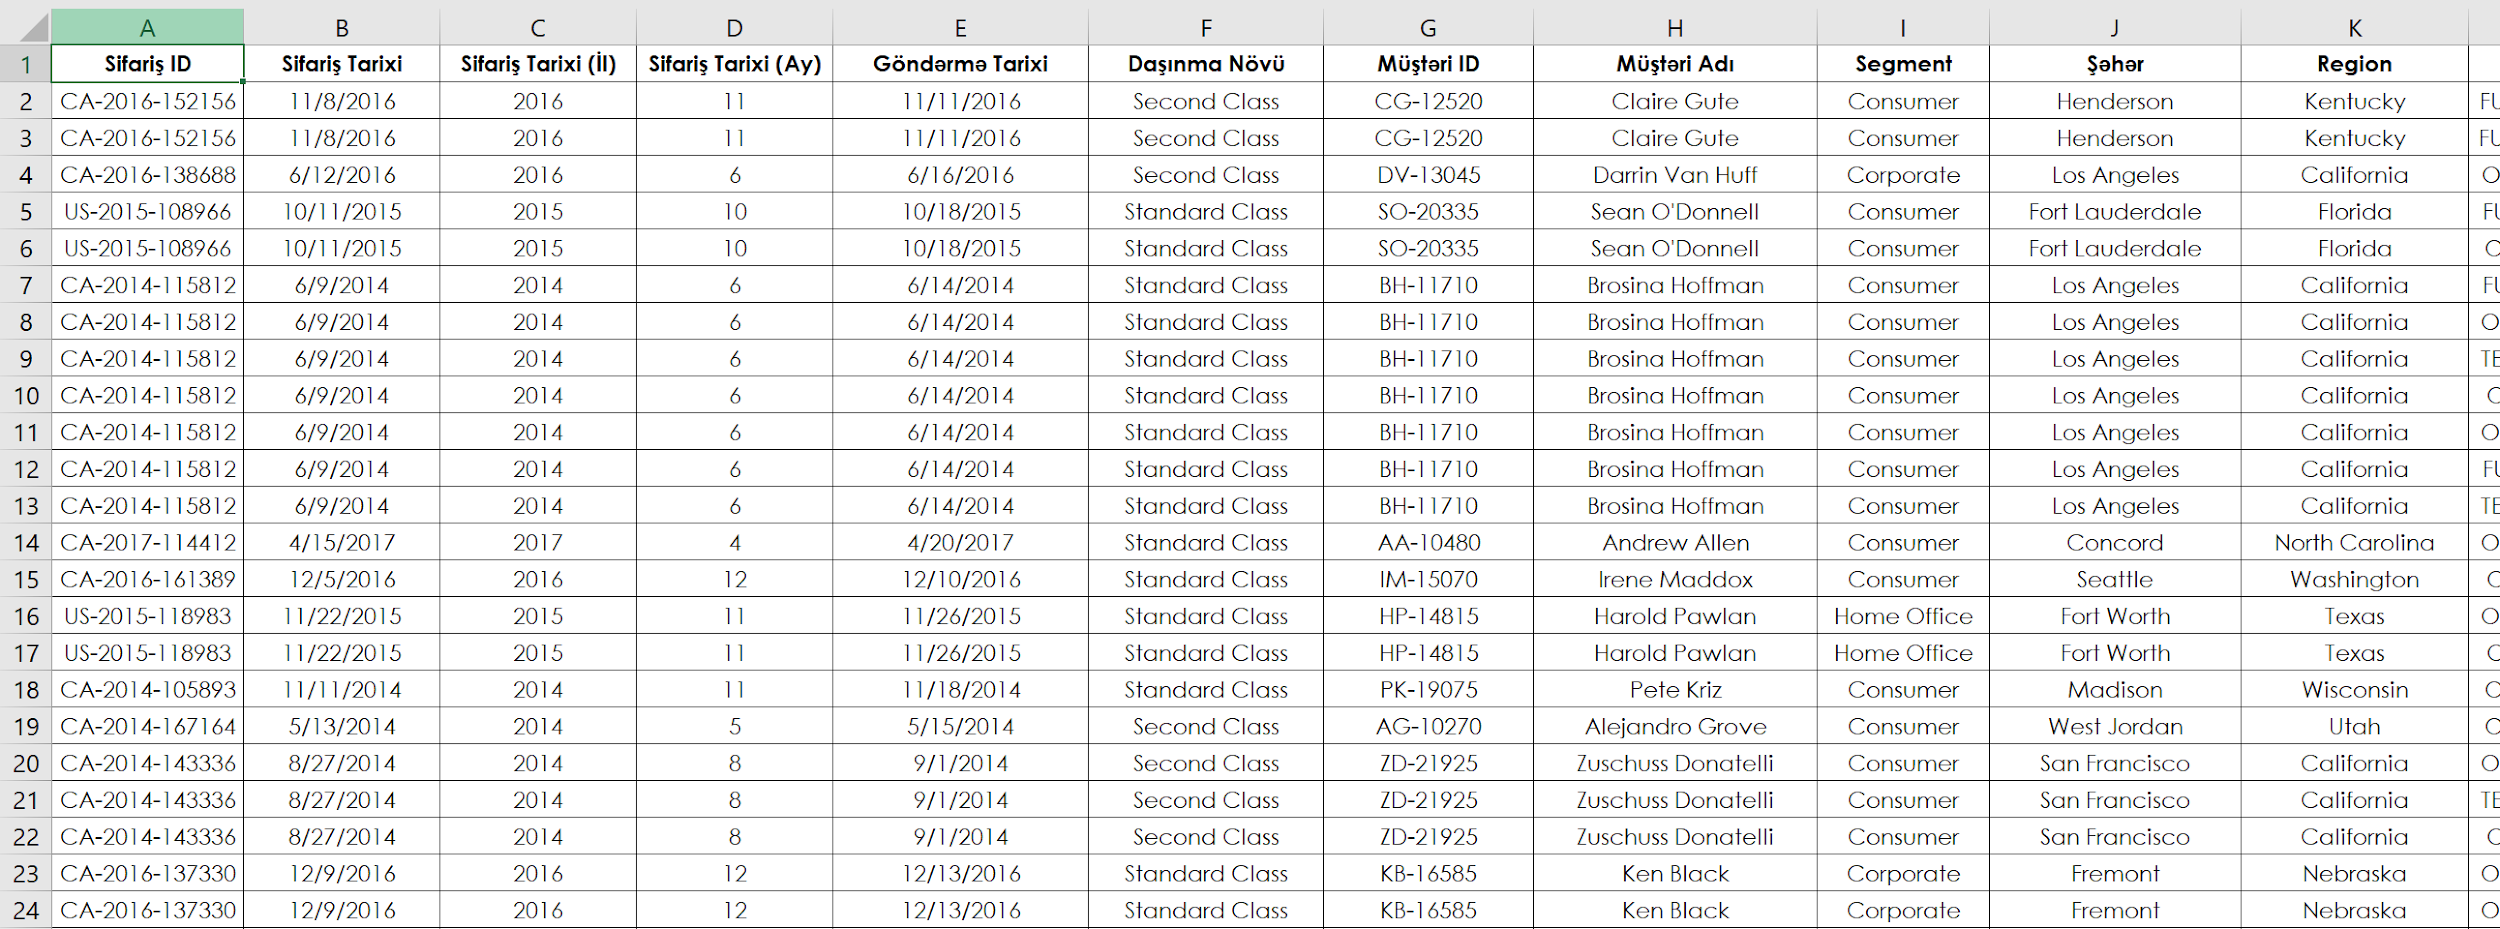 A B C D E F G H I J K
1 Sifariş ID Sifariş Tarixi Sifariş Tarixi (İl) Sifariş Tarixi (Ay) Göndərmə Tarixi Daşınma Növü Müştəri ID Müştəri Adı Segment Şəhər Region
2 CA-2016-152156 11/8/2016 2016 11 11/11/2016 Second Class CG-12520 Claire Gute Consumer Henderson Kentucky
3 CA-2016-152156 11/8/2016 2016 11 11/11/2016 Second Class CG-12520 Claire Gute Consumer Henderson Kentucky
4 CA-2016-138688 6/12/2016 2016 6 6/16/2016 Second Class DV-13045 Darrin Van Huff Corporate Los Angeles California
5 US-2015-108966 10/11/2015 2015 10 10/18/2015 Standard Class SO-20335 Sean O'Donnell Consumer Fort Lauderdale Florida
6 US-2015-108966 10/11/2015 2015 10 10/18/2015 Standard Class SO-20335 Sean O'Donnell Consumer Fort Lauderdale Florida
7 CA-2014-115812 6/9/2014 2014 6 6/14/2014 Standard Class BH-11710 Brosina Hoffman Consumer Los Angeles California
8 CA-2014-115812 6/9/2014 2014 6 6/14/2014 Standard Class BH-11710 Brosina Hoffman Consumer Los Angeles California
9 CA-2014-115812 6/9/2014 2014 6 6/14/2014 Standard Class BH-11710 Brosina Hoffman Consumer Los Angeles California
10 CA-2014-115812 6/9/2014 2014 6 6/14/2014 Standard Class BH-11710 Brosina Hoffman Consumer Los Angeles California
11 CA-2014-115812 6/9/2014 2014 6 6/14/2014 Standard Class BH-11710 Brosina Hoffman Consumer Los Angeles California
12 CA-2014-115812 6/9/2014 2014 6 6/14/2014 Standard Class BH-11710 Brosina Hoffman Consumer Los Angeles California
13 CA-2014-115812 6/9/2014 2014 6 6/14/2014 Standard Class BH-11710 Brosina Hoffman Consumer Los Angeles California
14 CA-2017-114412 4/15/2017 2017 4 4/20/2017 Standard Class AA-10480 Andrew Allen Consumer Concord North Carolina
15 CA-2016-161389 12/5/2016 2016 12 12/10/2016 Standard Class IM-15070 Irene Maddox Consumer Seattle Washington
16 US-2015-118983 11/22/2015 2015 11 11/26/2015 Standard Class HP-14815 Harold Pawlan Home Office Fort Worth Texas
17 US-2015-118983 11/22/2015 2015 11 11/26/2015 Standard Class HP-14815 Harold Pawlan Home Office Fort Worth Texas
18 CA-2014-105893 11/11/2014 2014 11 11/18/2014 Standard Class PK-19075 Pete Kriz Consumer Madison Wisconsin
19 CA-2014-167164 5/13/2014 2014 5 5/15/2014 Second Class AG-10270 Alejandro Grove Consumer West Jordan Utah
20 CA-2014-143336 8/27/2014 2014 8 9/1/2014 Second Class ZD-21925 Zuschuss Donatelli Consumer San Francisco California
21 CA-2014-143336 8/27/2014 2014 8 9/1/2014 Second Class ZD-21925 Zuschuss Donatelli Consumer San Francisco California
22 CA-2014-143336 8/27/2014 2014 8 9/1/2014 Second Class ZD-21925 Zuschuss Donatelli Consumer San Francisco California
23 CA-2016-137330 12/9/2016 2016 12 12/13/2016 Standard Class KB-16585 Ken Black Corporate Fremont Nebraska
24 CA-2016-137330 12/9/2016 2016 12 12/13/2016 Standard Class KB-16585 Ken Black Corporate Fremont Nebraska